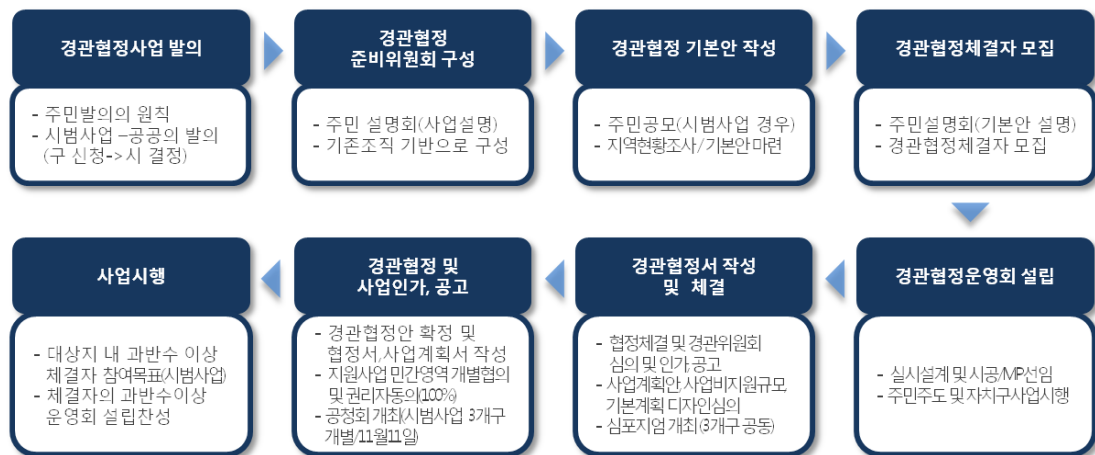 경관협정사업 발의
- 주민발의의 원칙
- 시범사업 –공공의 발의
(구 신청-> 시 결정)
경관협정
준비위원회 구성
- 주민 설명회(사업설명)
- 기존조직 기반으로 구성
경관협정 기본안 작성
- 주민공모(시범사업 경우)
- 지역현황조사/기본안마련
경관협정체결자 모집
- 주민설명회(기본안 설명)
- 경관협정체결자 모집
경관협정운영회 설립
- 실시설계 및 시공/MP선임
- 주민주도 및 자치구사업시행
경관협정서 작성
및 체결
- 협정체결 및 경관위원회
심의 및 인가, 공고
- 사업계획안, 사업비지원규모,
기본계획 디자인심의
- 심포지엄 개최(3개구 공동)
경관협정 및
사업인가, 공고
- 경관협정안 확정 및
협정서,사업계획서 작성
- 지원사업 민간영역 개별협의
및 권리자동의(100%)
- 공청회 개최(시범사업 3개구
개별/11월11일)
사업시행
- 대상지 내 과반수 이상
체결자 참여목표(시범사업)
- 체결자의 과반수이상
운영회 설립찬성